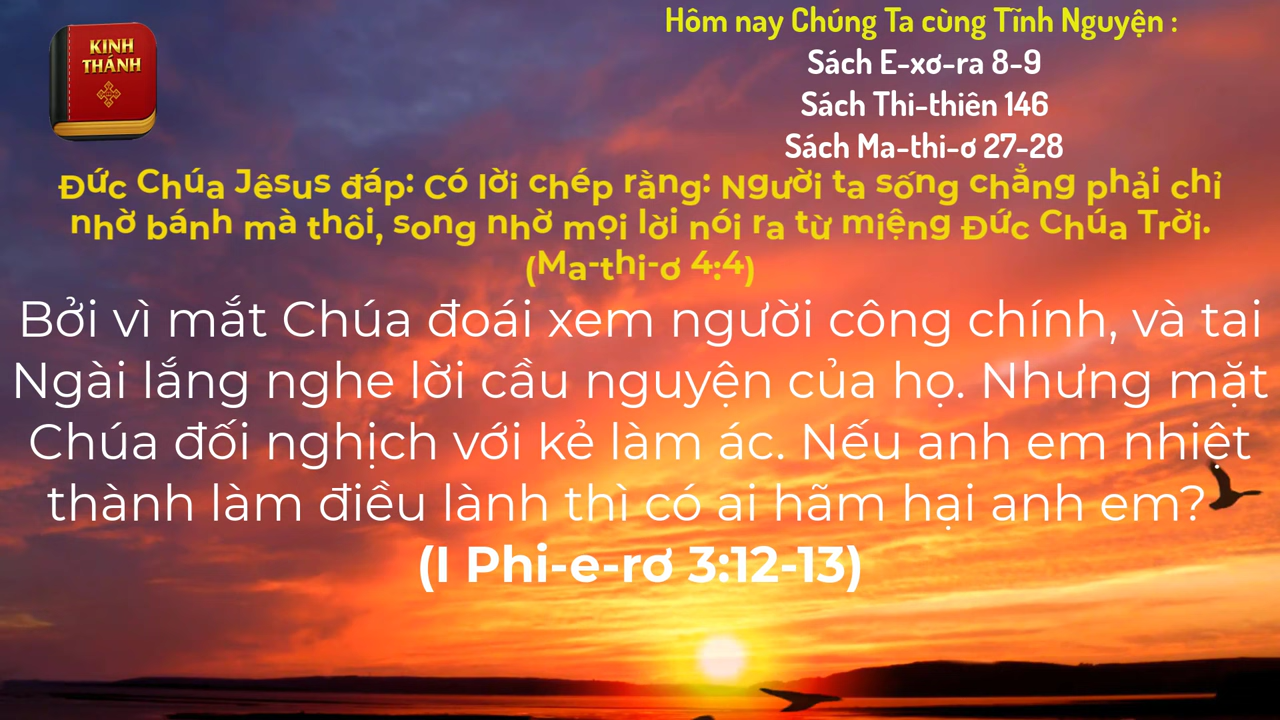 KINH
THÁNH
Hôm nay Chúng Ta cùng Tĩnh Nguyện :
Sách E-xơ-ra 8-9
Sách Thi-thiên 146
Sách Ma-thi-ơ 27-28
Đức Chúa Jêsus đáp: Có lời chép rằng: Người ta sống chẳng phải chỉ
nhờ bánh mà thôi, song nhờ mọi lời nói ra từ miệng Đức Chúa Trời.
(Ma-thi-ơ 4:4)
Bởi vì mắt Chúa đoái xem người công chính, và tai
Ngài lắng nghe lời cầu nguyện của họ. Nhưng mặt
Chúa đối nghịch với kẻ làm ác. Nếu anh em nhiệt
thành làm điều lành thì có ai hãm hại anh em?
(I Phi-e-rơ 3:12-13)